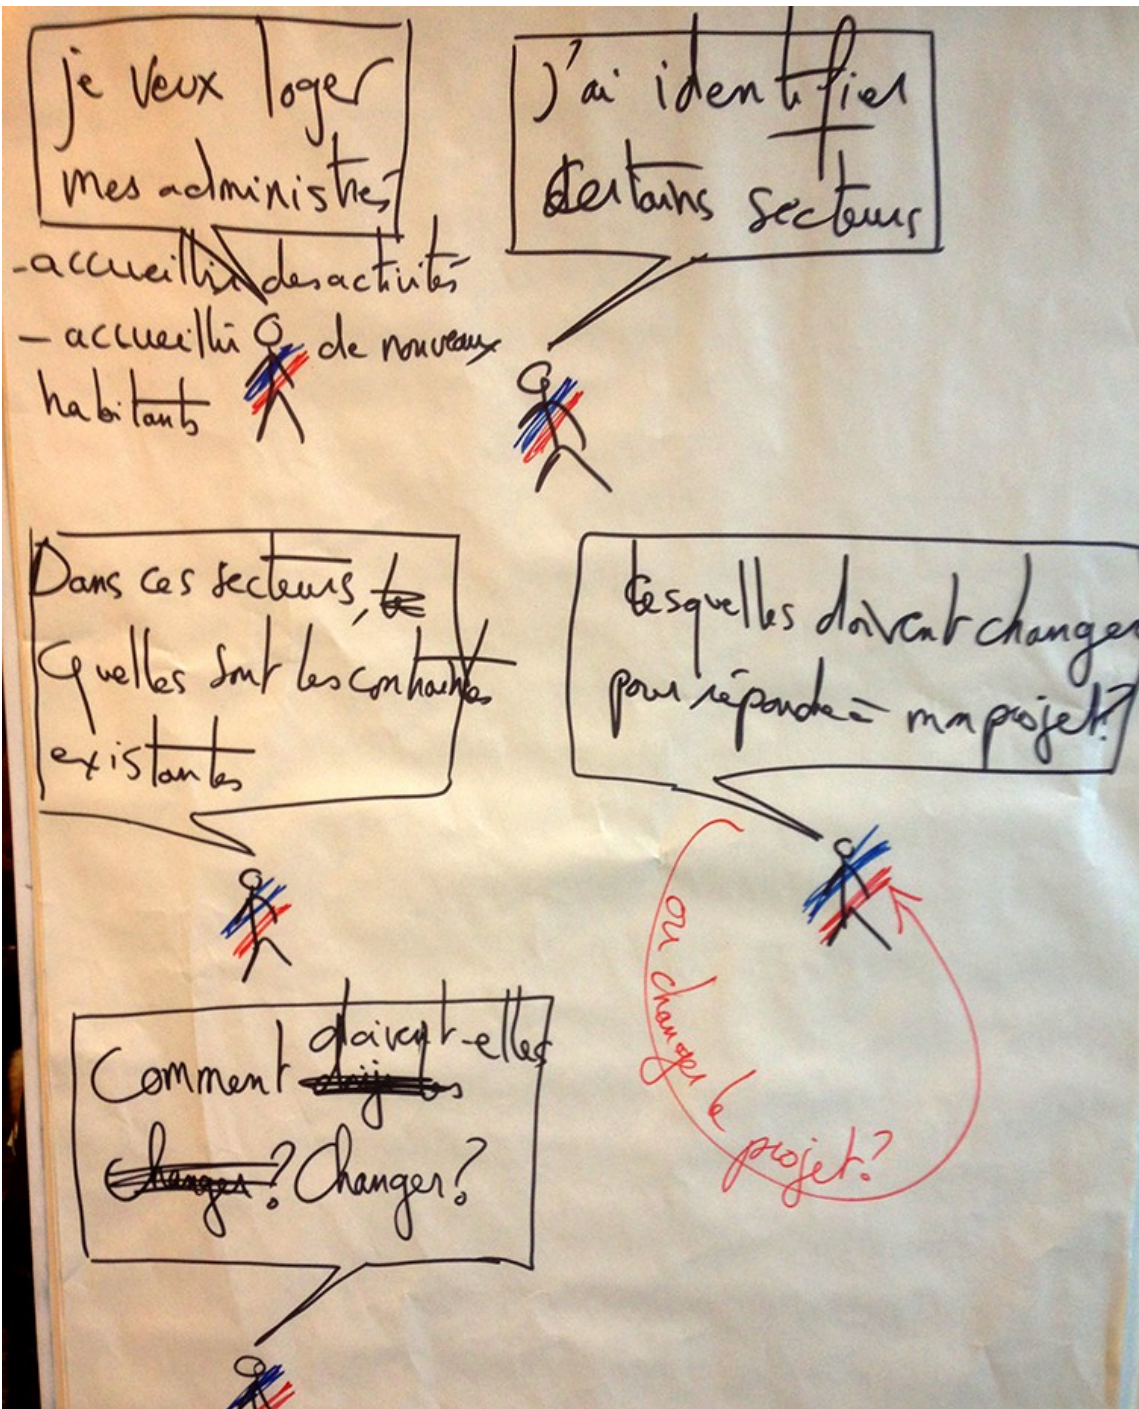 je veux loger
mes administrés
- accueillir des activités
- accueillir de nouveaux
habitants
J'ai identifier
certains secteurs
Dans ces secteurs,
Quelles sont les contraintes
existantes
Lesquelles doivent changer
pour répondre à mon projet?
ou changer le projet?
Comment doivent-elles
Changer? Changer?